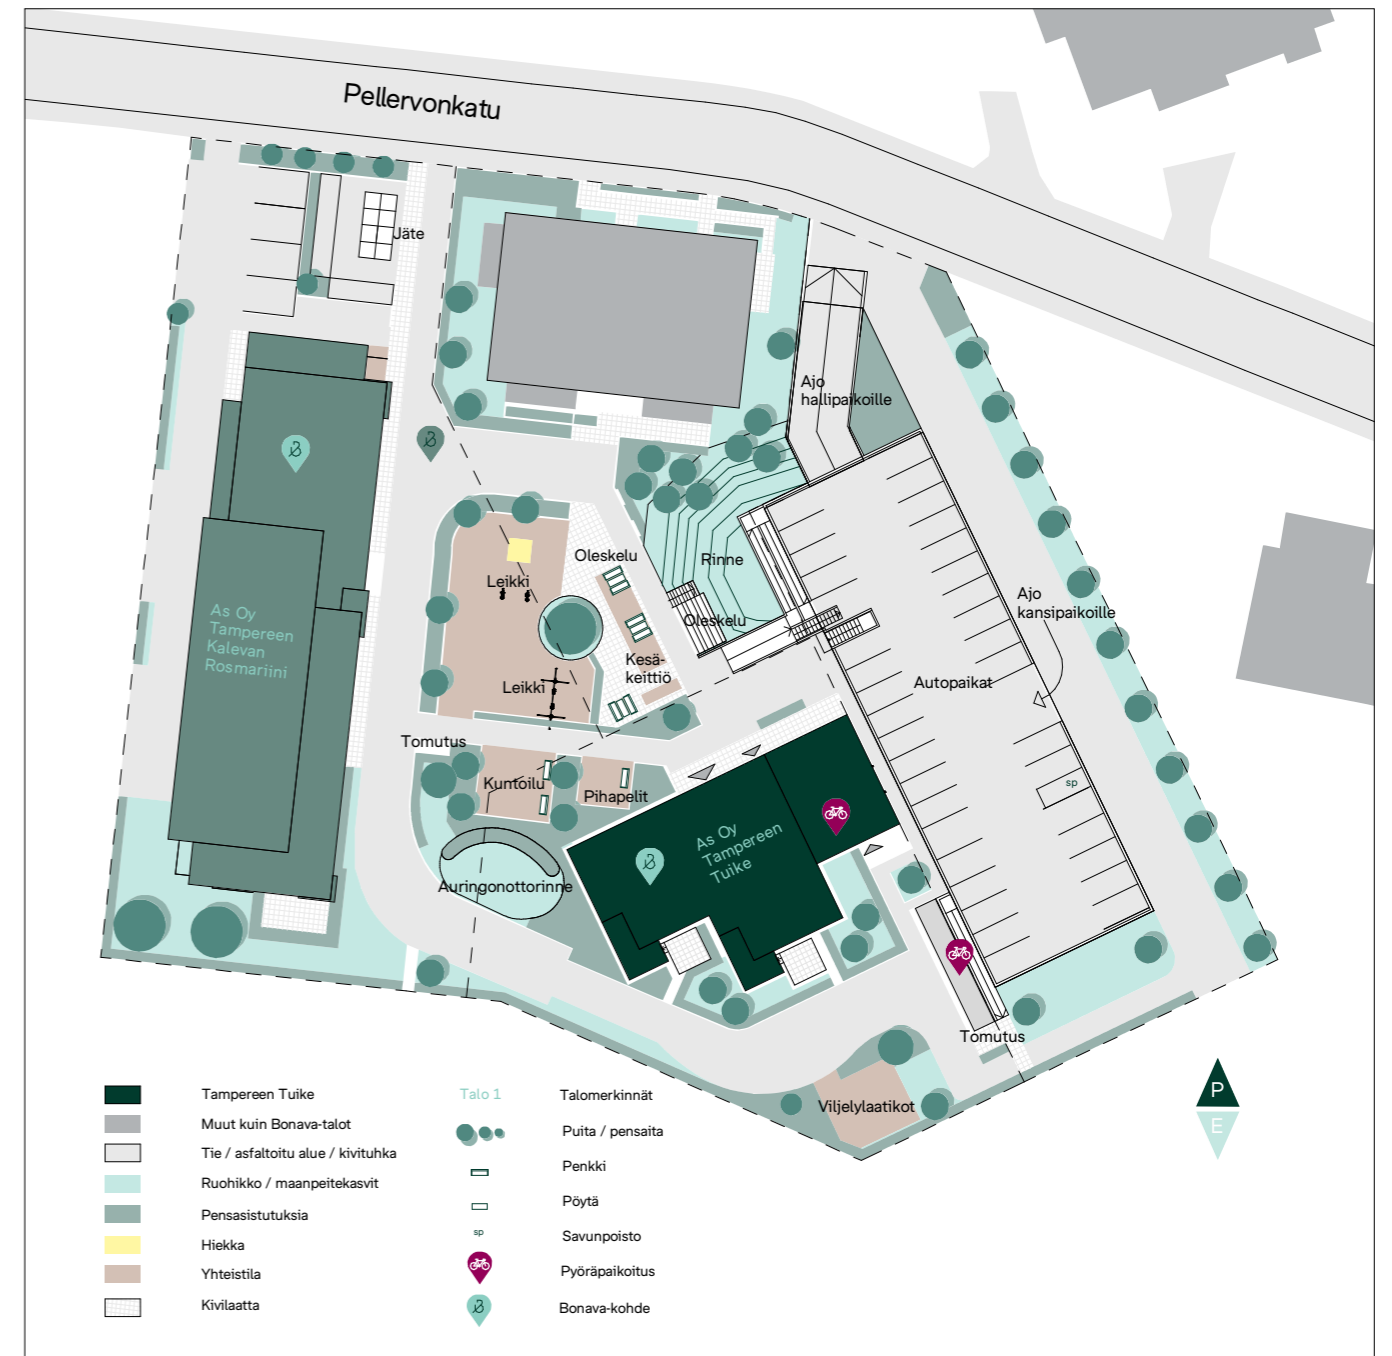 Pellervonkatu
Jäte
Ajo
hallipaikoille
Oleskelu
Rinne
Leikki
Ajo
kansipaikoille
As Oy
Tampereen
Kalevan
Rosmariini
Oleskelu
Kesä-
keittiö
Leikki
Autopaikat
Tomutus
Kuntoilu
Pihapelit
sp
As Oy
Tampereen
Tuike
Auringonottorinne
Tomutus
Viljelylaatikot
P
E
Tampereen Tuike
Muut kuin Bonava-talot
Tie / asfaltoitu alue / kivituhka
Ruohikko / maanpeitekasvit
Pensasistutuksia
Hiekka
Yhteistila
Kivilaatta
Talo 1
Talomerkinnät
Puita / pensaita
Penkki
Pöytä
sp
Savunpoisto
Pyöräpaikoitus
Bonava-kohde